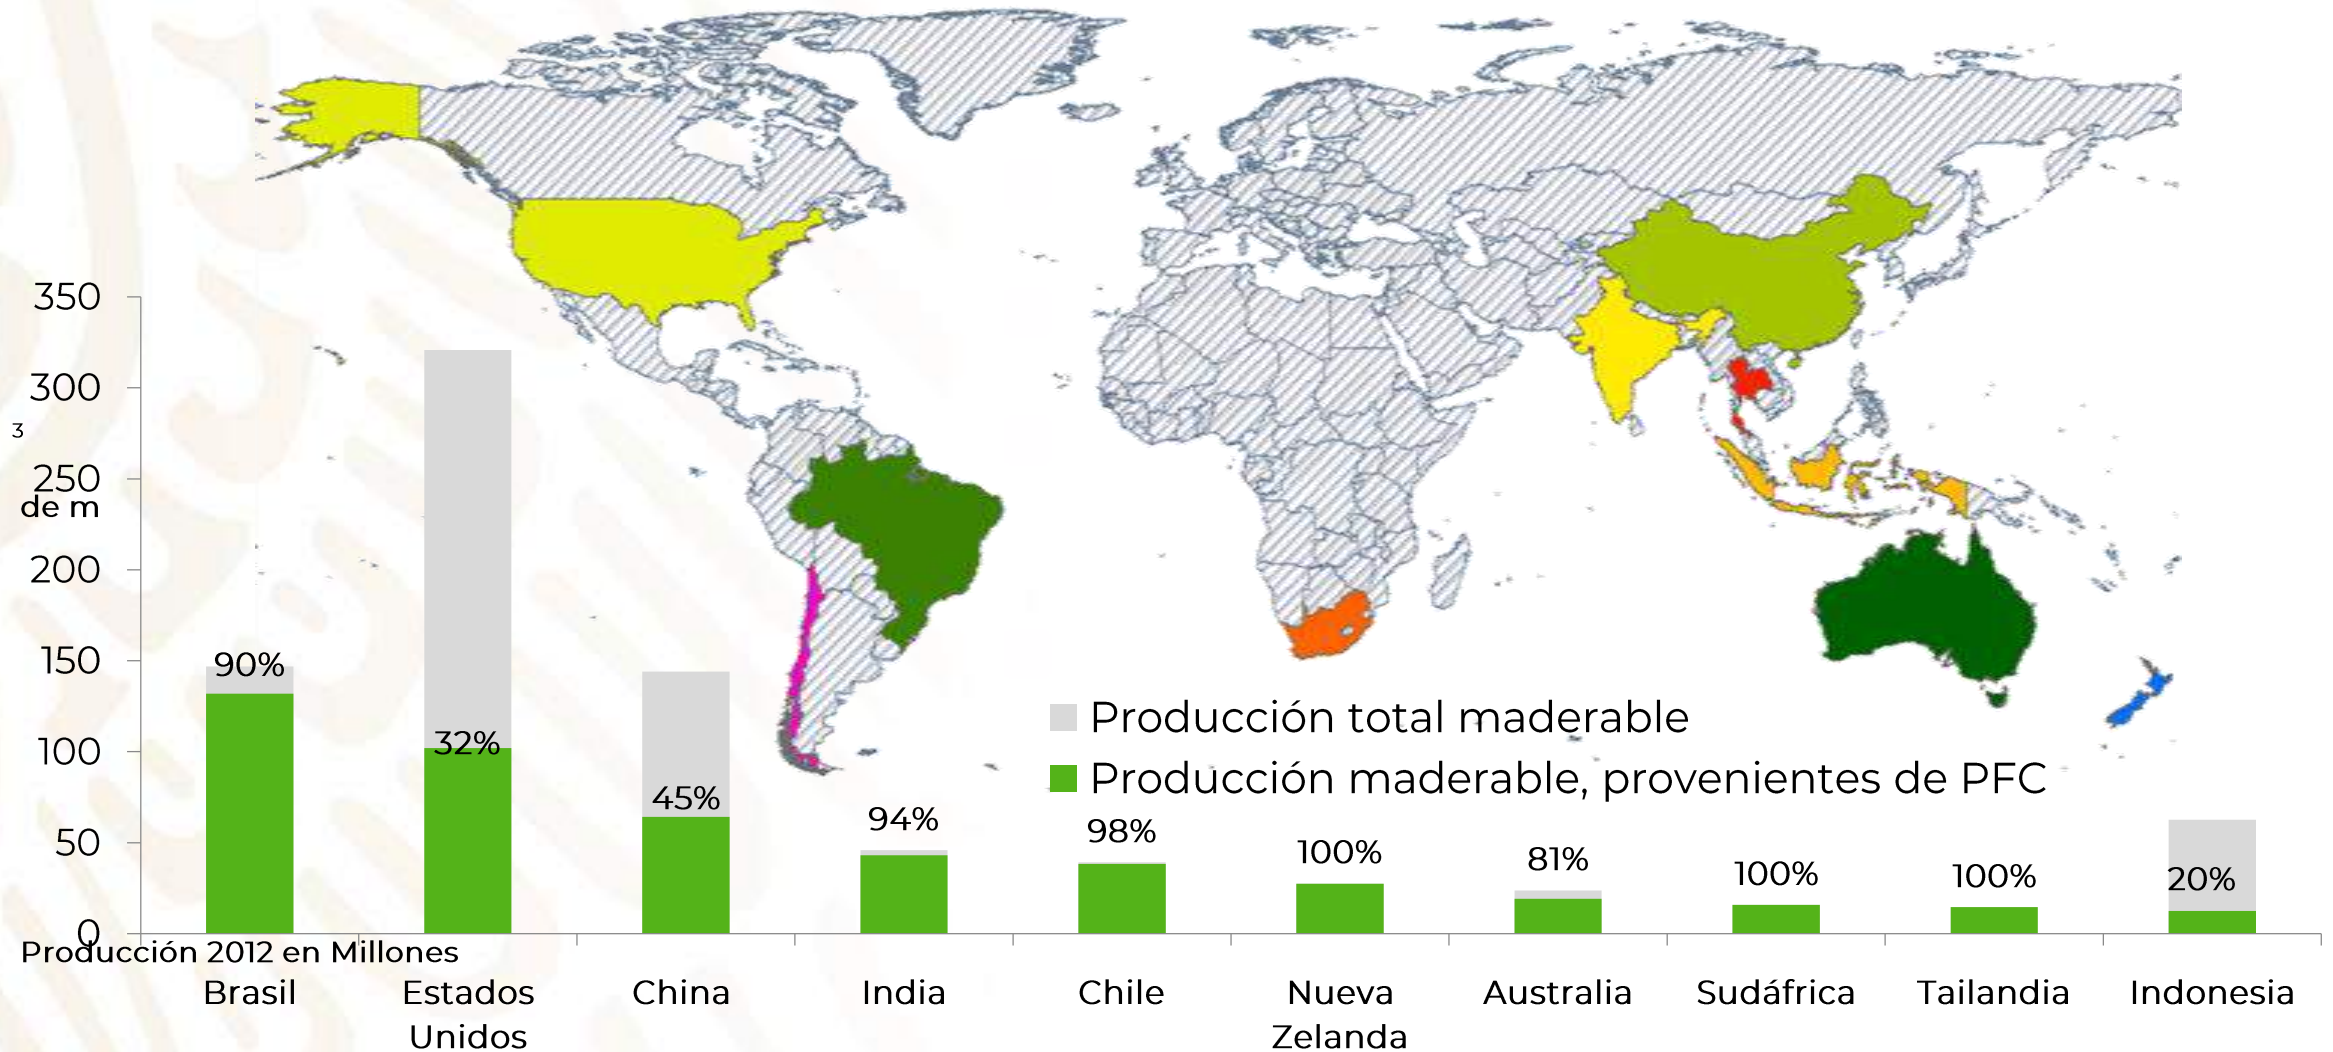 350
300
3
250
de m
200
150
100
50
0
Producción 2012 en Millones
90%
32%
45%
94%
98%
100%
81%
100%
100%
20%
Producción total maderable
Producción maderable, provenientes de PFC
Brasil
Estados
Unidos
China
India
Chile
Nueva
Zelanda
Australia
Sudáfrica
Tailandia
Indonesia